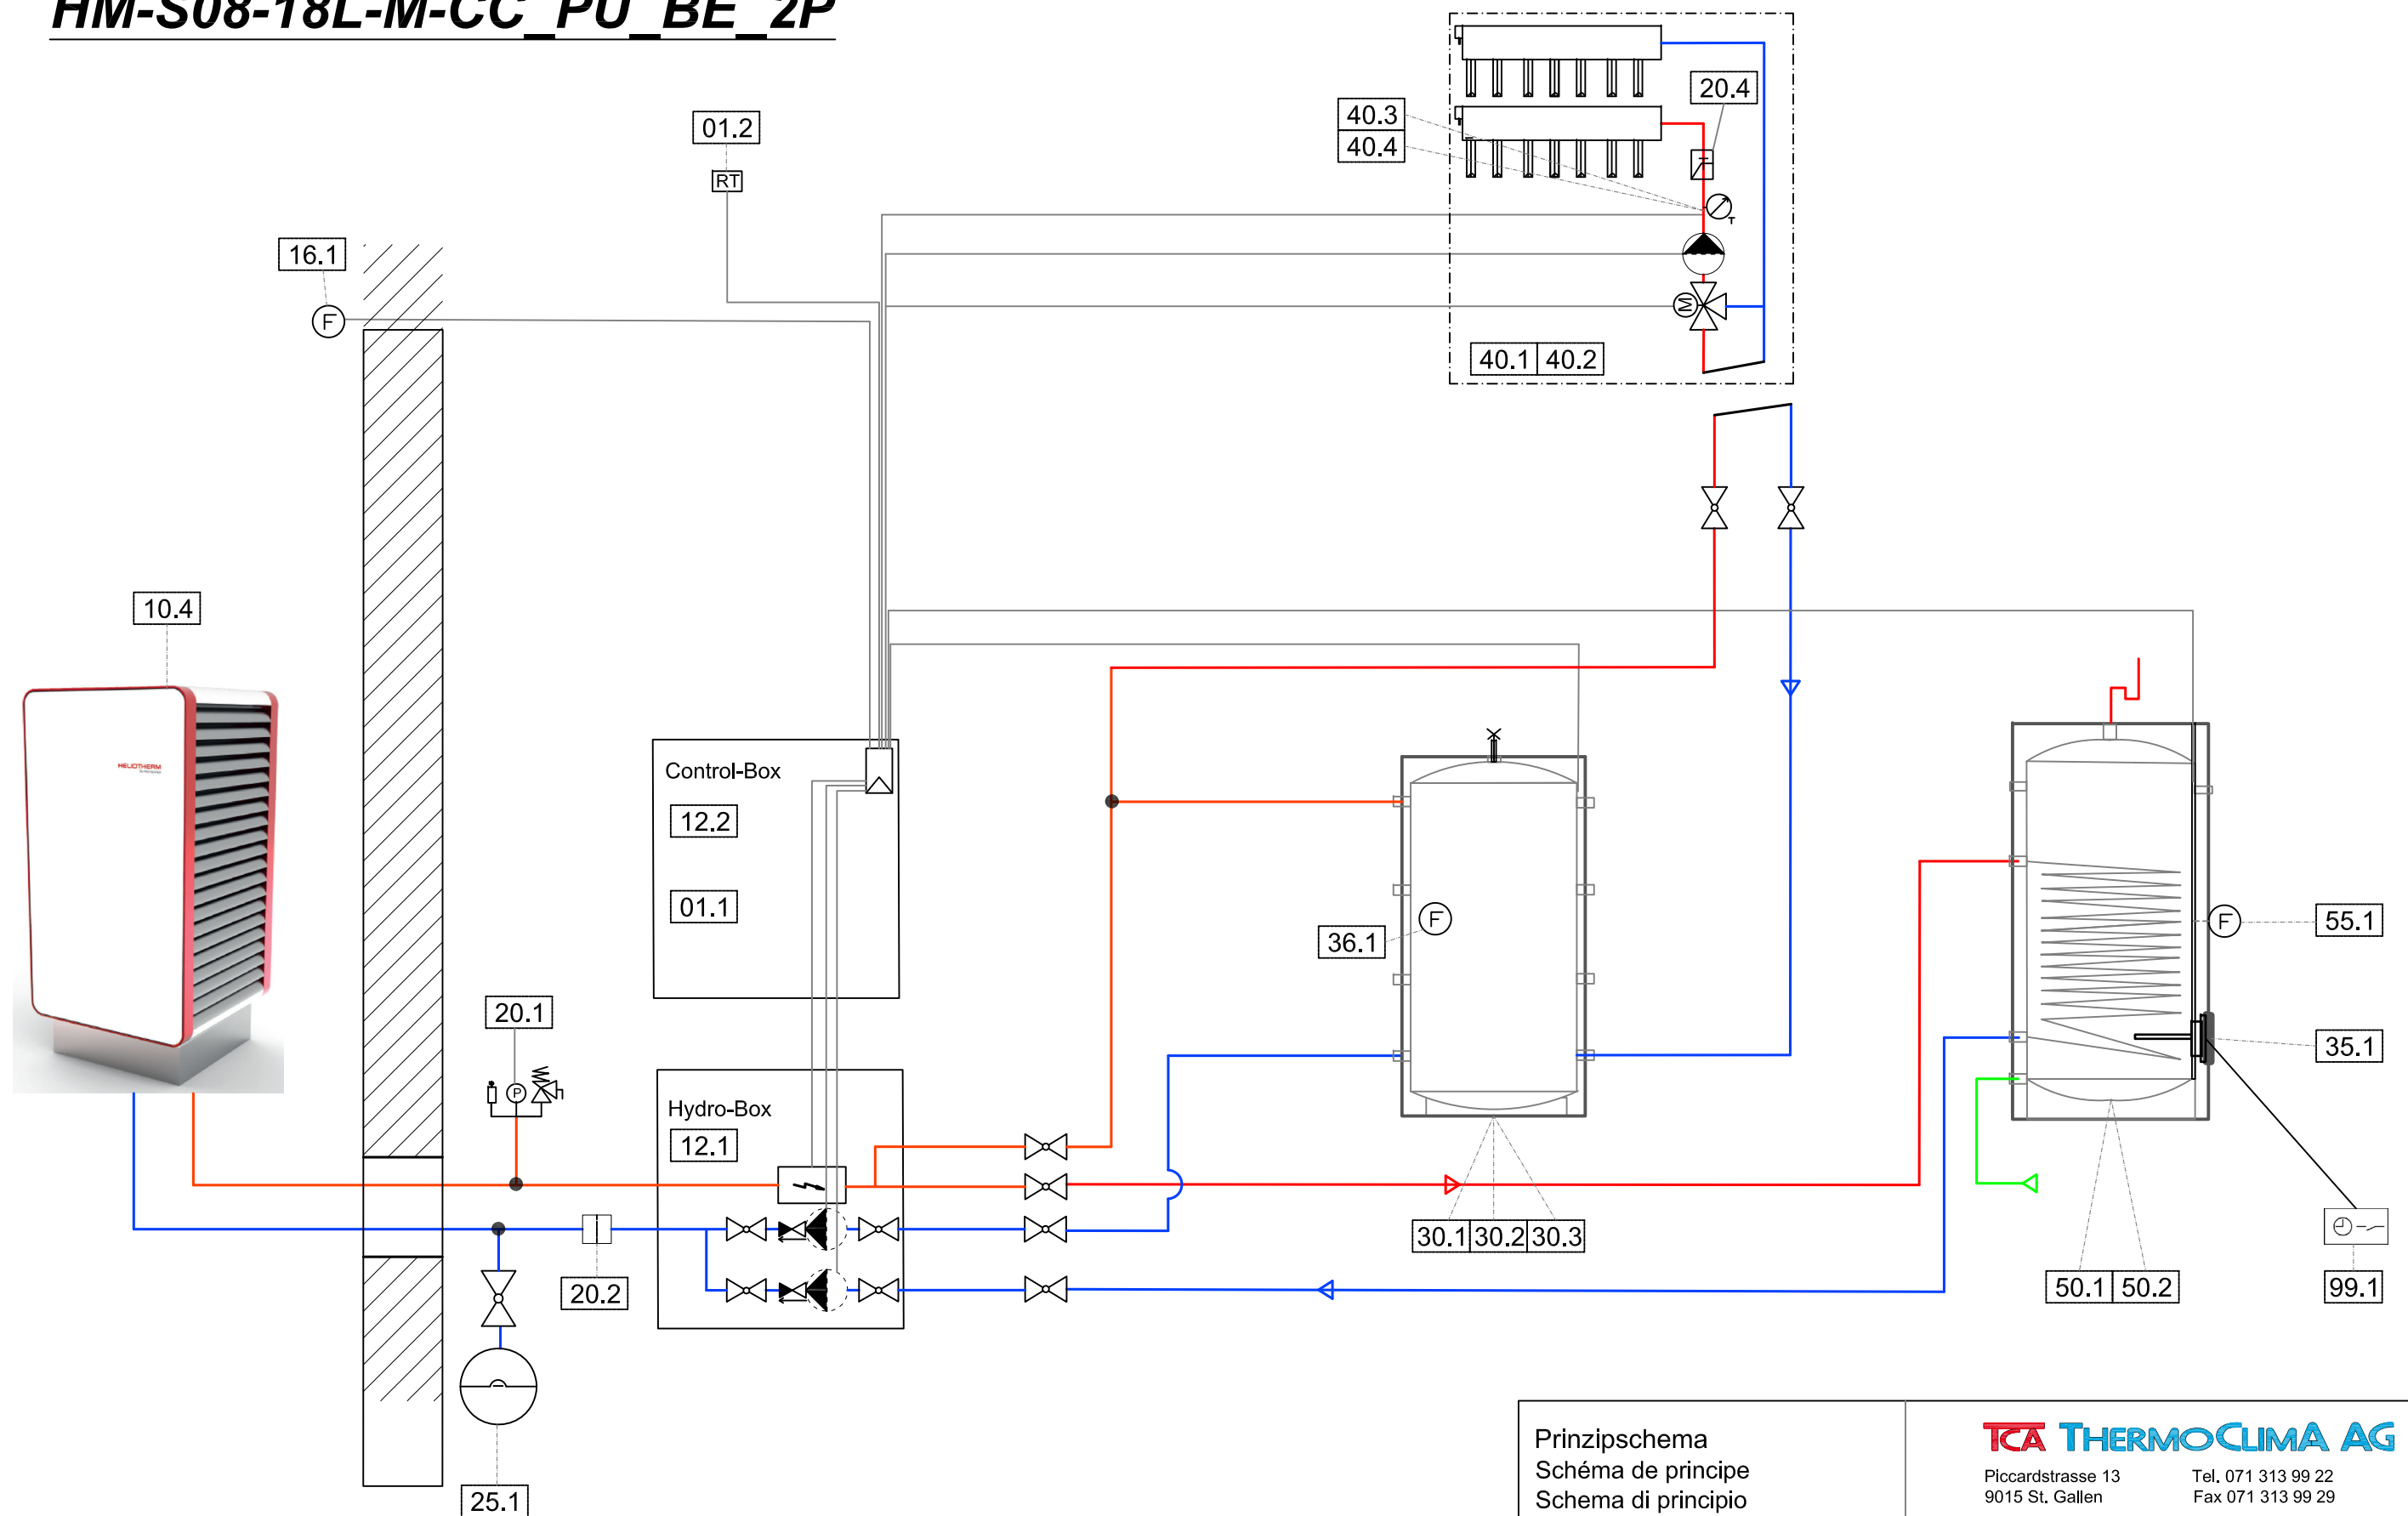 HM-S08-18L-M-CC_PU_BE_2P
20.4
40.3
40.4
01.2
RT
T
16.1
F
M
40.1 40.2
10.4
HELIOTHERM
Control-Box
12.2
01.1
36.1
F
F
55.1
20.1
P
35.1
Hydro-Box
12.1
30.1 30.2 30.3
20.2
50.1 50.2
99.1
25.1
Prinzipschema
Schéma de principe
Schema di principio
TCA THERMOCLIMA AG
Piccardstrasse 13 Tel. 071 313 99 22
9015 St. Gallen Fax 071 313 99 29